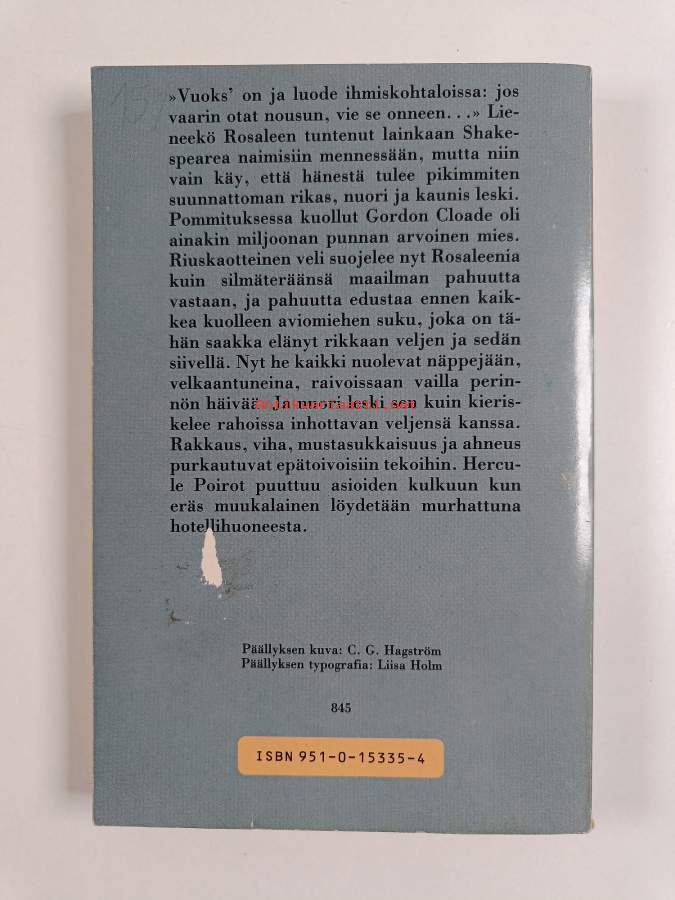 »Vuoks' on ja luode ihmiskohtaloissa: jos
vaarin otat nousun, vie se onneen. . .» Lie-
neekö Rosaleen tuntenut lainkaan Shake-
spearea naimisiin mennessään, mutta niin
vain käy, että hänestä tulee pikimmiten
suunnattoman rikas, nuori ja kaunis leski.
Pommituksessa kuollut Gordon Cloade oli
ainakin miljoonan punnan arvoinen mies.
Riuskaotteinen veli suojelee nyt Rosaleenia
kuin silmäteräänsä maailman pahuutta
vastaan, ja pahuutta edustaa ennen kaik-
kea kuolleen aviomiehen suku, joka on tä-
hän saakka elänyt rikkaan veljen ja sedän
siivellä. Nyt he kaikki nuolevat näppejään,
velkaantuneina, raivoissaan vailla perin-
nön häivää. Ja nuori leski sen kuin kieris-
kelee rahoissa inhottavan veljensä kanssa.
Rakkaus, viha, mustasukkaisuus ja ahneus
purkautuvat epätoivoisiin tekoihin. Hercu-
le Poirot puuttuu asioiden kulkuun kun
eräs muukalainen löydetään murhattuna
hotellihuoneesta.
Päällyksen kuva: C. G. Hagström
Päällyksen typografia: Liisa Holm
845
ISBN 951-0-15335-4